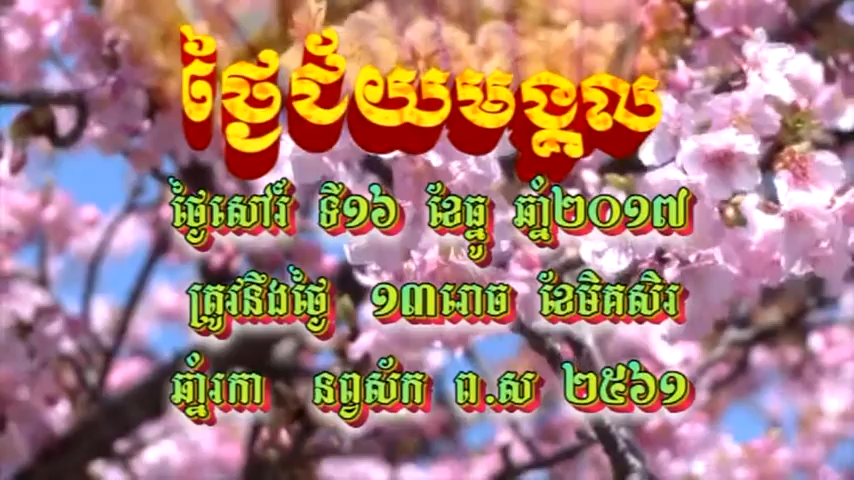 ថ្ងៃជ័យមង្គល
ថ្ងៃសៅរ៍ ទី១៦ ខែធ្នូ ឆ្នាំ២០១៧
ត្រូវនឹងថ្ងៃ ១៣រោច ខែមិគសិរ
ឆ្នាំរកា នព្វស័ក ព.ស ២៥៦១